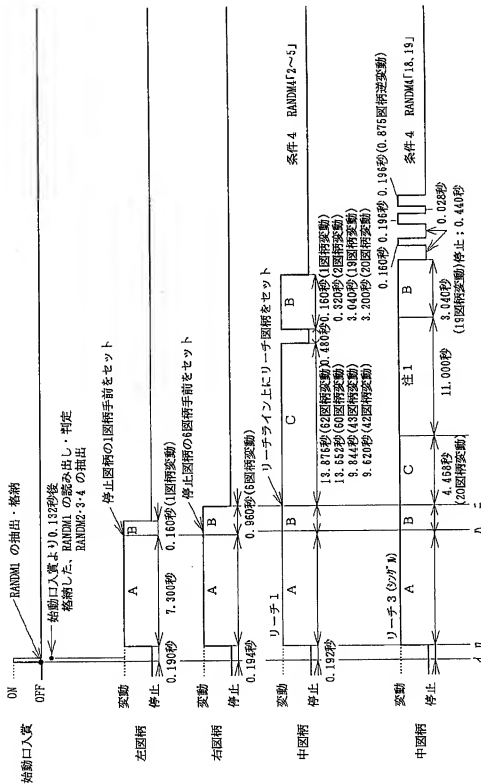 始動口入賞
ON
OFF
RANDM1 の抽出・格納
始動口入賞より0.132秒後
格納した、RANDM1 の読み出し・判定
RANDM2・3・4 の抽出
左図柄
変動
停止
0.190秒
A
7.300秒
B
0.160秒(1図柄変動)
停止図柄の1図柄手前をセット
右図柄
変動
停止
0.194秒
A
B
0.960秒(6図柄変動)
停止図柄の6図柄手前をセット
中図柄
変動
停止
0.192秒
リーチ1
A
B
リーチライン上にリーチ図柄をセット
C
13.876秒(62図柄変動)
13.652秒(60図柄変動)
9.844秒(43図柄変動)
9.620秒(42図柄変動)
0.480秒
B
0.160秒(1図柄変動)
0.320秒(2図柄変動)
3.040秒(19図柄変動)
3.200秒(20図柄変動)
条件4 RANDM4「2～5」
中図柄
変動
停止
リーチ3(シングル)
A
B
C
4.468秒
(20図柄変動)
注1
11.000秒
B
3.040秒
(19図柄変動)
0.160秒
0.196秒
0.196秒(0.875図柄逆変動)
0.028秒
停止;0.440秒
条件4 RANDM4「18,19」
イ
ロ
ハ
ニ